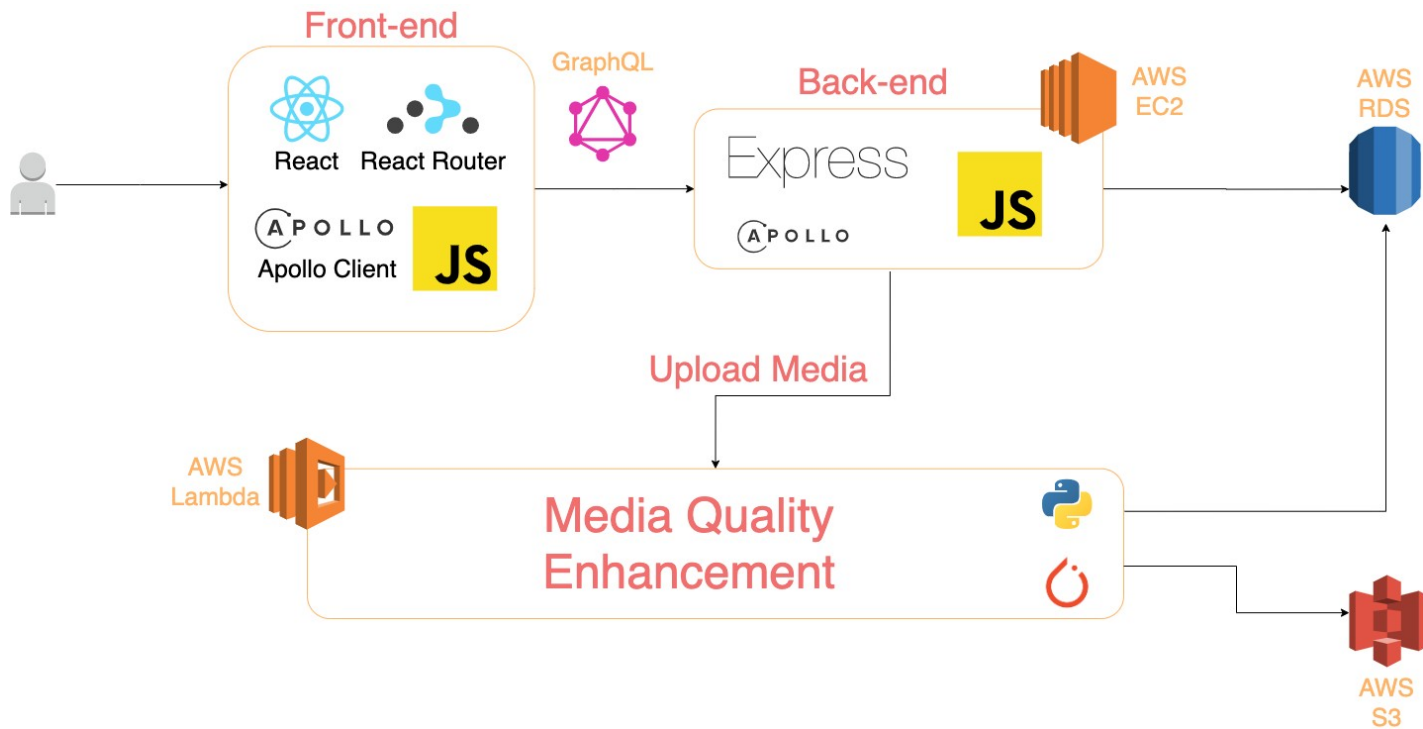 Front-end
React
React Router
APOLLO
Apollo Client
JS
GraphQL
Back-end
Express
APOLLO
JS
AWS
EC2
AWS
RDS
Upload Media
AWS
Lambda
Media Quality
Enhancement
AWS
S3